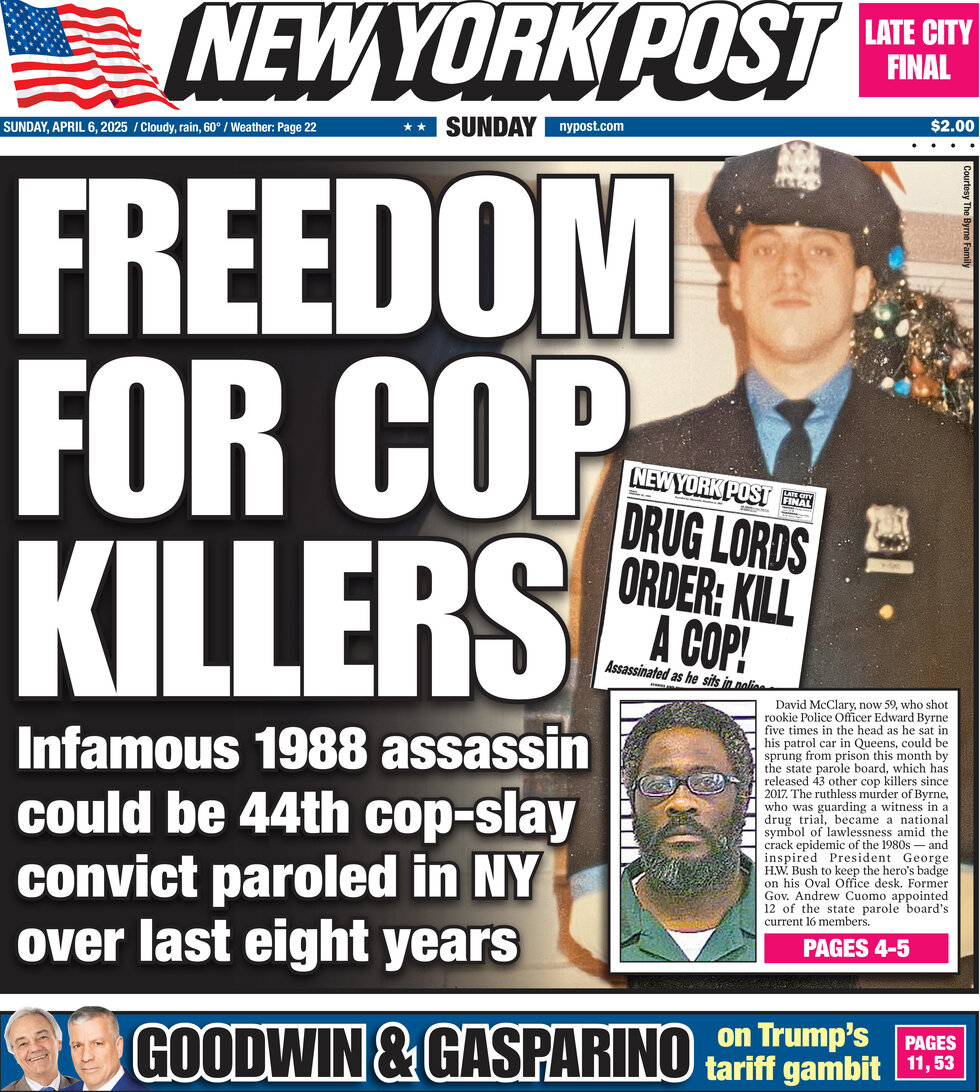 NEW YORK POST
LATE CITY
FINAL
SUNDAY, APRIL 6, 2025 / Cloudy, rain, 60° / Weather: Page 22
★ ★
SUNDAY
nypost.com
$2.00
Courtesy The Byrne Family
FREEDOM
FOR COP
KILLERS
Infamous 1988 assassin
could be 44th cop-slay
convict paroled in NY
over last eight years
NEW YORK POST
LATE CITY
FINAL
DRUG LORDS
ORDER: KILL
A COP!
Assassinated as he sits in police
David McClary, now 59, who shot
rookie Police Officer Edward Byrne
five times in the head as he sat in
his patrol car in Queens, could be
sprung from prison this month by
the state parole board, which has
released 43 other cop killers since
2017. The ruthless murder of Byrne,
who was guarding a witness in a
drug trial, became a national
symbol of lawlessness amid the
crack epidemic of the 1980s — and
inspired President George
H.W. Bush to keep the hero's badge
on his Oval Office desk. Former
Gov. Andrew Cuomo appointed
12 of the state parole board's
current 16 members.
PAGES 4-5
GOODWIN & GASPARINO
on Trump's
tariff gambit
PAGES
11, 53